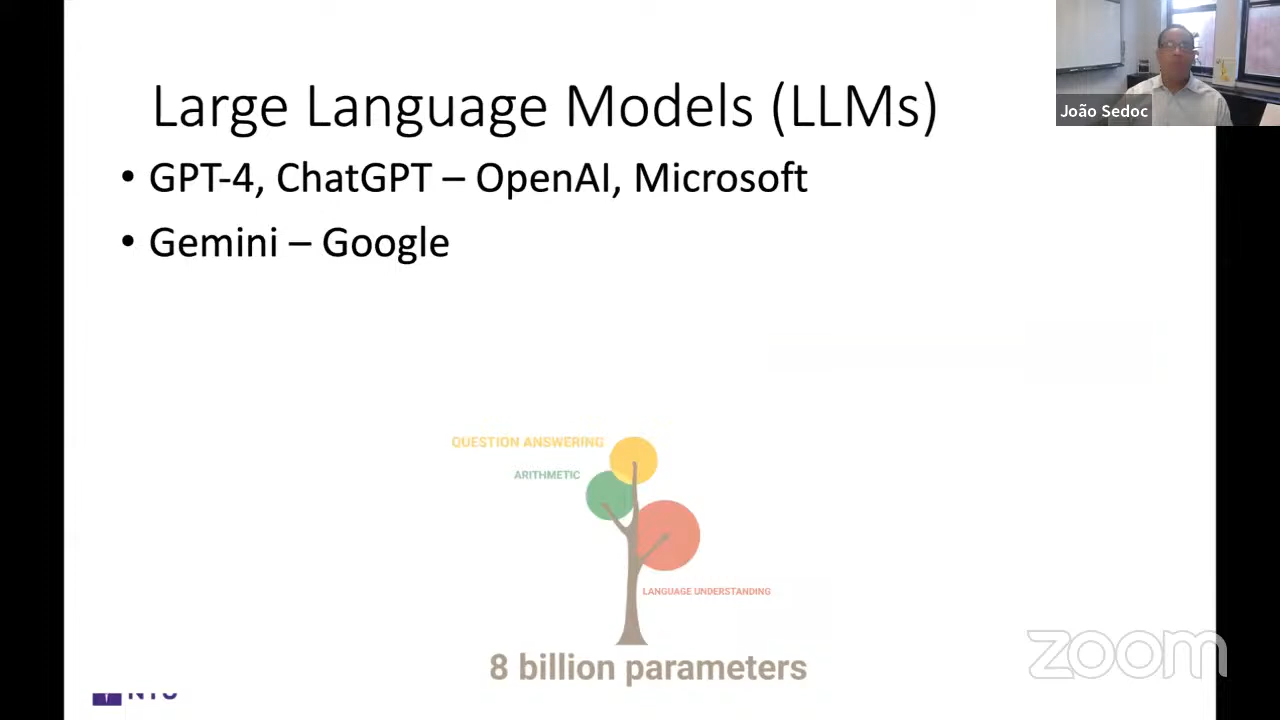 Large Language Models (LLMs)
João Sedoc
• GPT-4, ChatGPT – OpenAI, Microsoft
• Gemini – Google
QUESTION ANSWERING
ARITHMETIC
LANGUAGE UNDERSTANDING
8 billion parameters
zoom